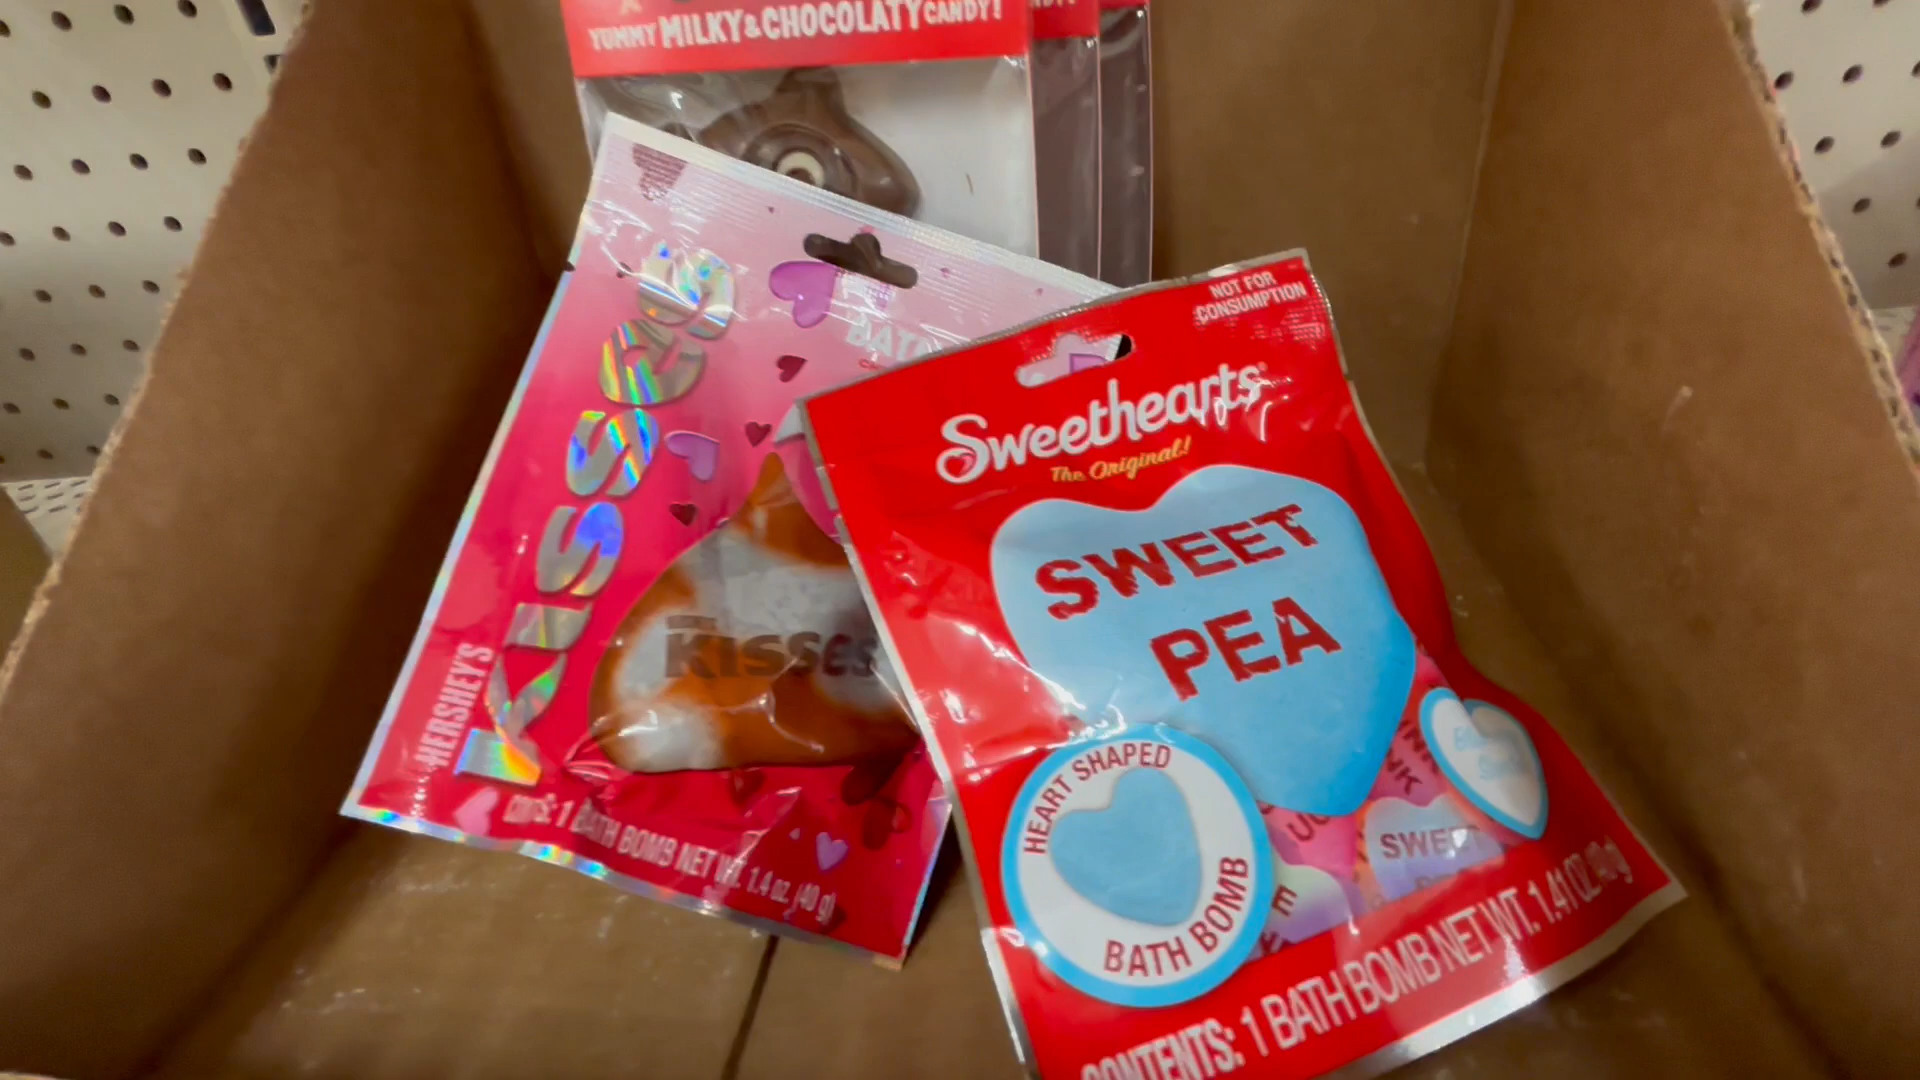 YUMMY MILKY & CHOCOLATY CANDY!
HERSHEY'S
KISSES
KISSES
1 BATH BOMB NET WT. 1.4 oz. (40 g)
NOT FOR
CONSUMPTION
Sweethearts
The Original!
SWEET
PEA
HEART SHAPED
BATH BOMB
SWEET
CONTENTS: 1 BATH BOMB NET WT. 1.41 OZ (40g)